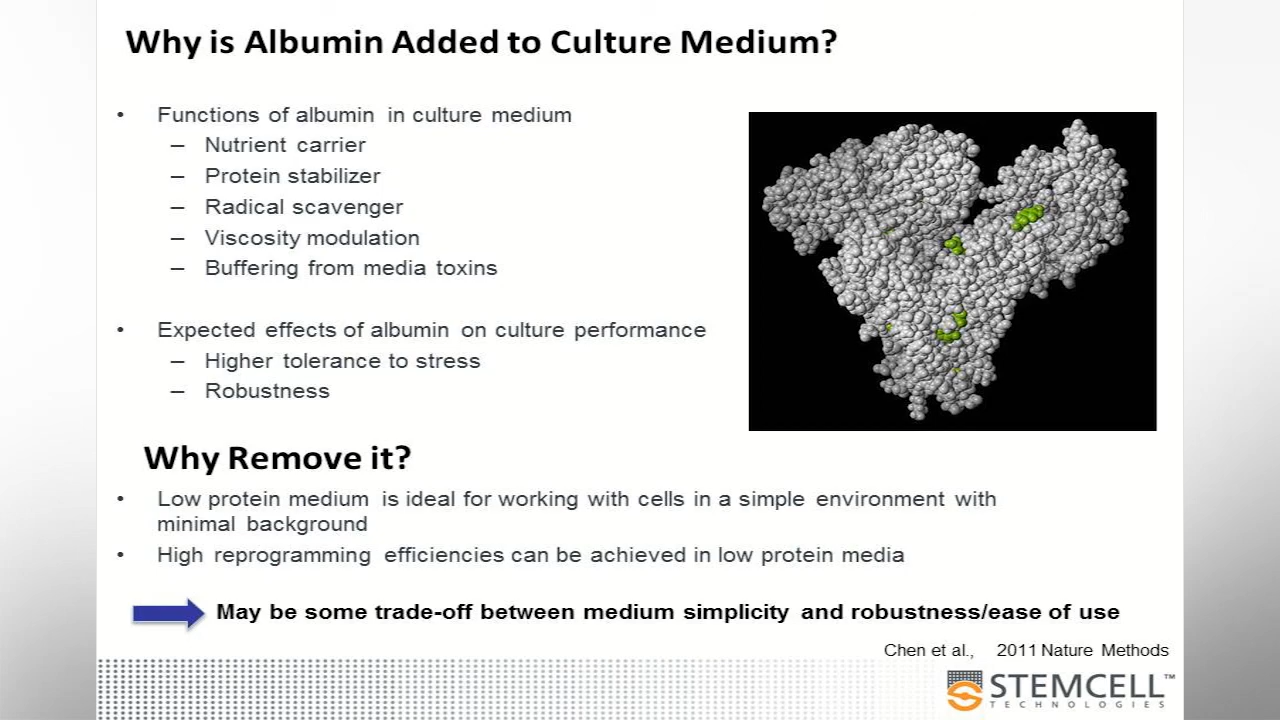 Why is Albumin Added to Culture Medium?
• Functions of albumin in culture medium
– Nutrient carrier
– Protein stabilizer
– Radical scavenger
– Viscosity modulation
– Buffering from media toxins
• Expected effects of albumin on culture performance
– Higher tolerance to stress
– Robustness
Why Remove it?
• Low protein medium is ideal for working with cells in a simple environment with
minimal background
• High reprogramming efficiencies can be achieved in low protein media
May be some trade-off between medium simplicity and robustness/ease of use
Chen et al., 2011 Nature Methods
STEMCELL™
TECHNOLOGIES